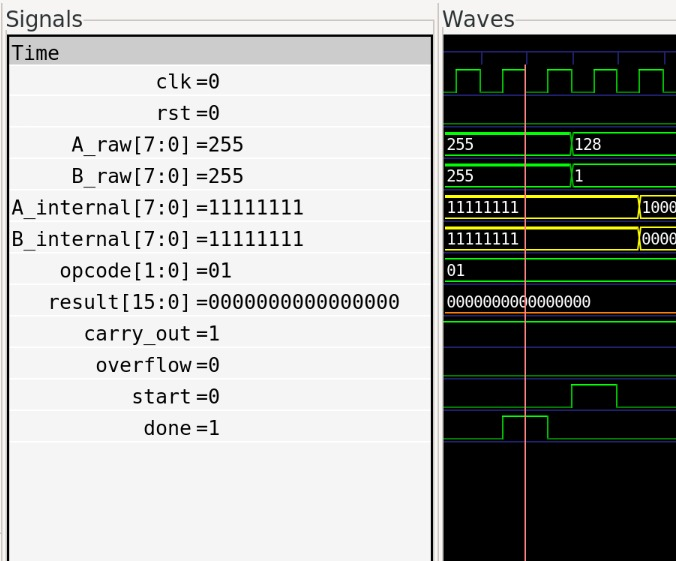 Signals
Waves
Time
clk=0
rst=0
A_raw[7:0]=255
255
128
B_raw[7:0]=255
255
1
A_internal[7:0]=11111111
11111111
1000
B_internal[7:0]=11111111
11111111
0000
opcode[1:0]=01
01
result[15:0]=0000000000000000
0000000000000000
carry_out=1
overflow=0
start=0
done=1